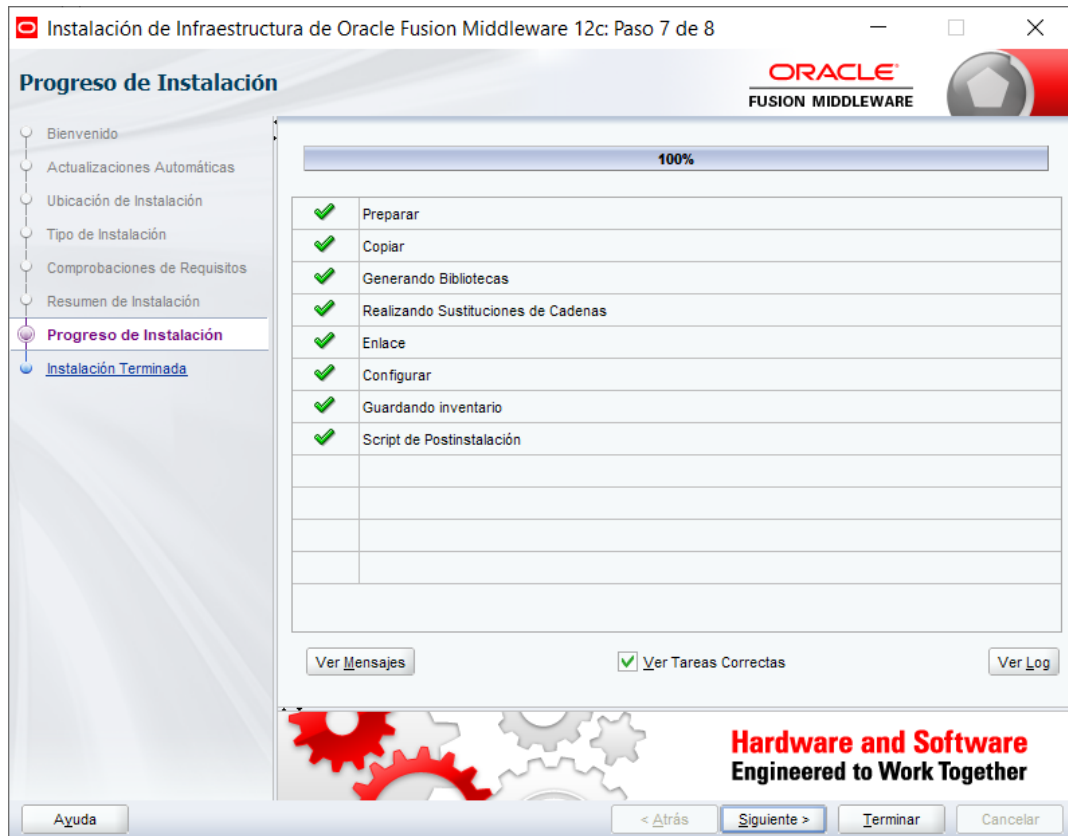 Instalación de Infraestructura de Oracle Fusion Middleware 12c: Paso 7 de 8
Progreso de Instalación
ORACLE
FUSION MIDDLEWARE
Bienvenido
Actualizaciones Automáticas
Ubicación de Instalación
Tipo de Instalación
Comprobaciones de Requisitos
Resumen de Instalación
Progreso de Instalación
Instalación Terminada
100%
Preparar
Copiar
Generando Bibliotecas
Realizando Sustituciones de Cadenas
Enlace
Configurar
Guardando inventario
Script de Postinstalación
Ver Mensajes
Ver Tareas Correctas
Ver Log
Hardware and Software
Engineered to Work Together
Ayuda
< Atrás
Siguiente >
Terminar
Cancelar